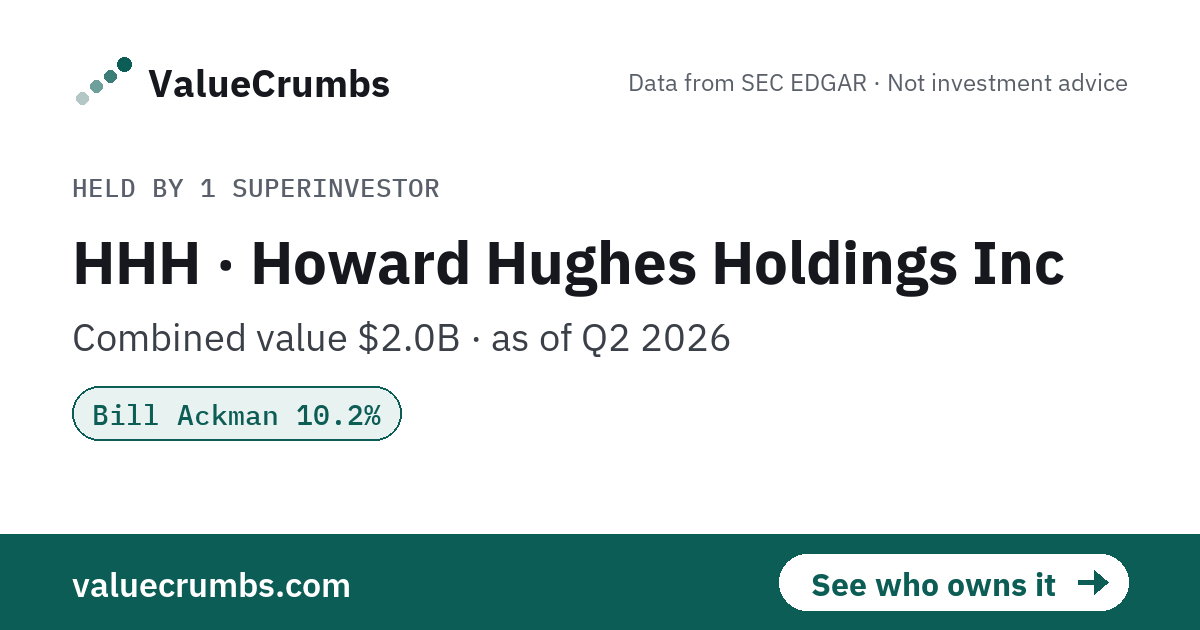 ValueCrumbs
Data from SEC EDGAR · Not investment advice
HELD BY 1 SUPERINVESTOR
HHH · Howard Hughes Holdings Inc
Combined value $2.0B · as of Q2 2026
Bill Ackman 10.2%
valuecrumbs.com
See who owns it →